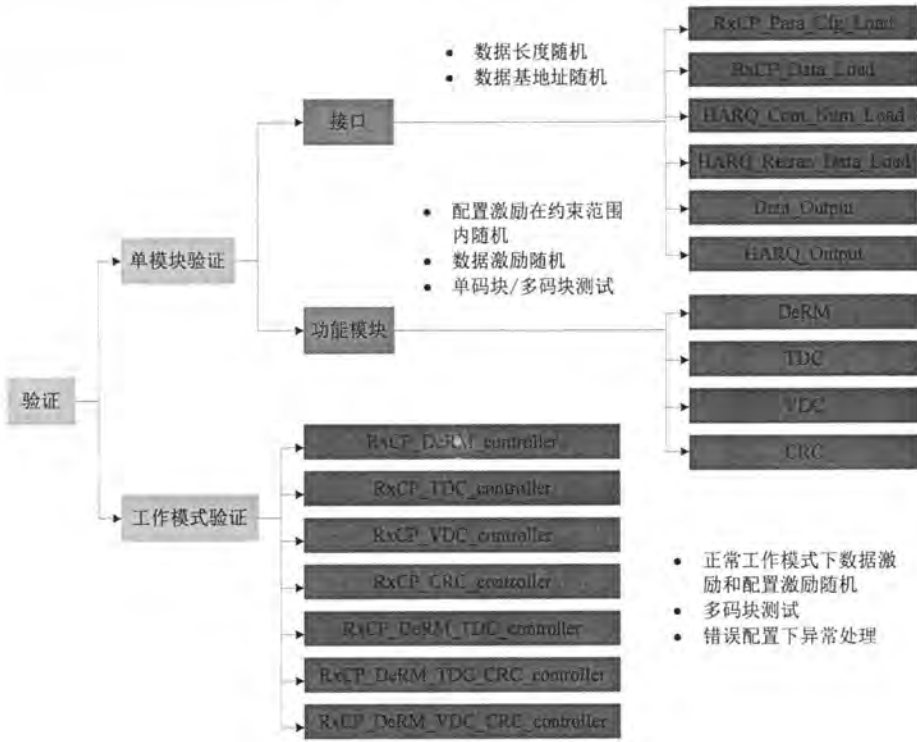 RxCP_Para_Cfg_Load
• 数据长度随机
• 数据基地址随机
RxCP_Data_Load
接口
HARQ_Com_Num_Load
HARQ_Retran_Data_Load
Data_Output
HARQ_Output
• 配置激励在约束范围
内随机
• 数据激励随机
• 单码块/多码块测试
单模块验证
功能模块
DeRM
TDC
VDC
CRC
验证
工作模式验证
RxCP_DeRM_controller
RxCP_TDC_controller
RxCP_VDC_controller
RxCP_CRC_controller
RxCP_DeRM_TDC_controller
RxCP_DeRM_TDC_CRC_controller
RxCP_DeRM_VDC_CRC_controller
• 正常工作模式下数据激
励和配置激励随机
• 多码块测试
• 错误配置下异常处理